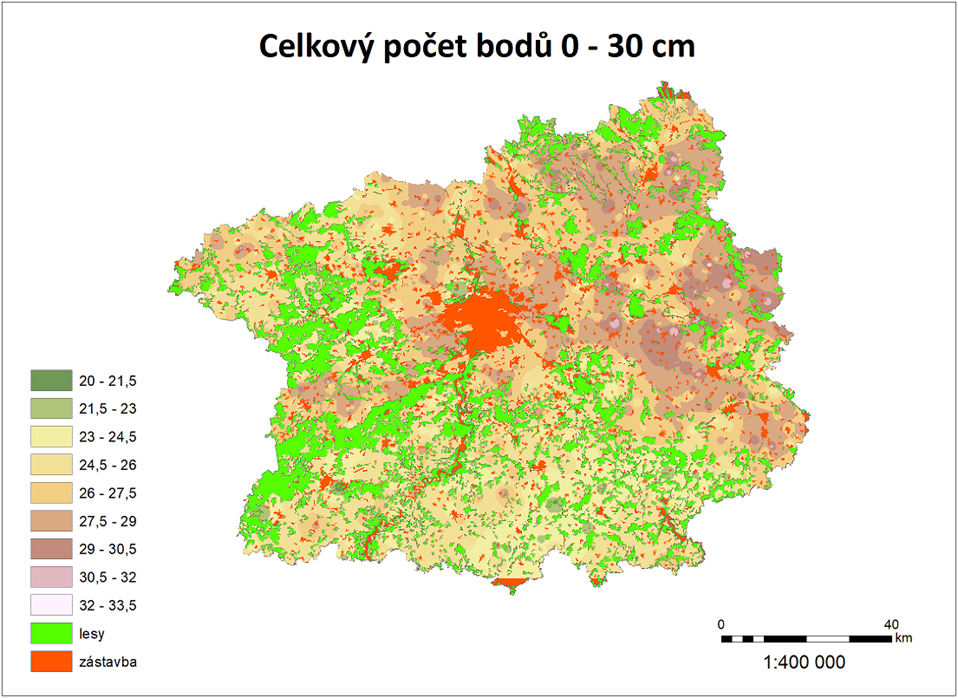 Celkový počet bodů 0 - 30 cm
20 - 21,5
21,5 - 23
23 - 24,5
24,5 - 26
26 - 27,5
27,5 - 29
29 - 30,5
30,5 - 32
32 - 33,5
lesy
zástavba
0 40
km
1:400 000